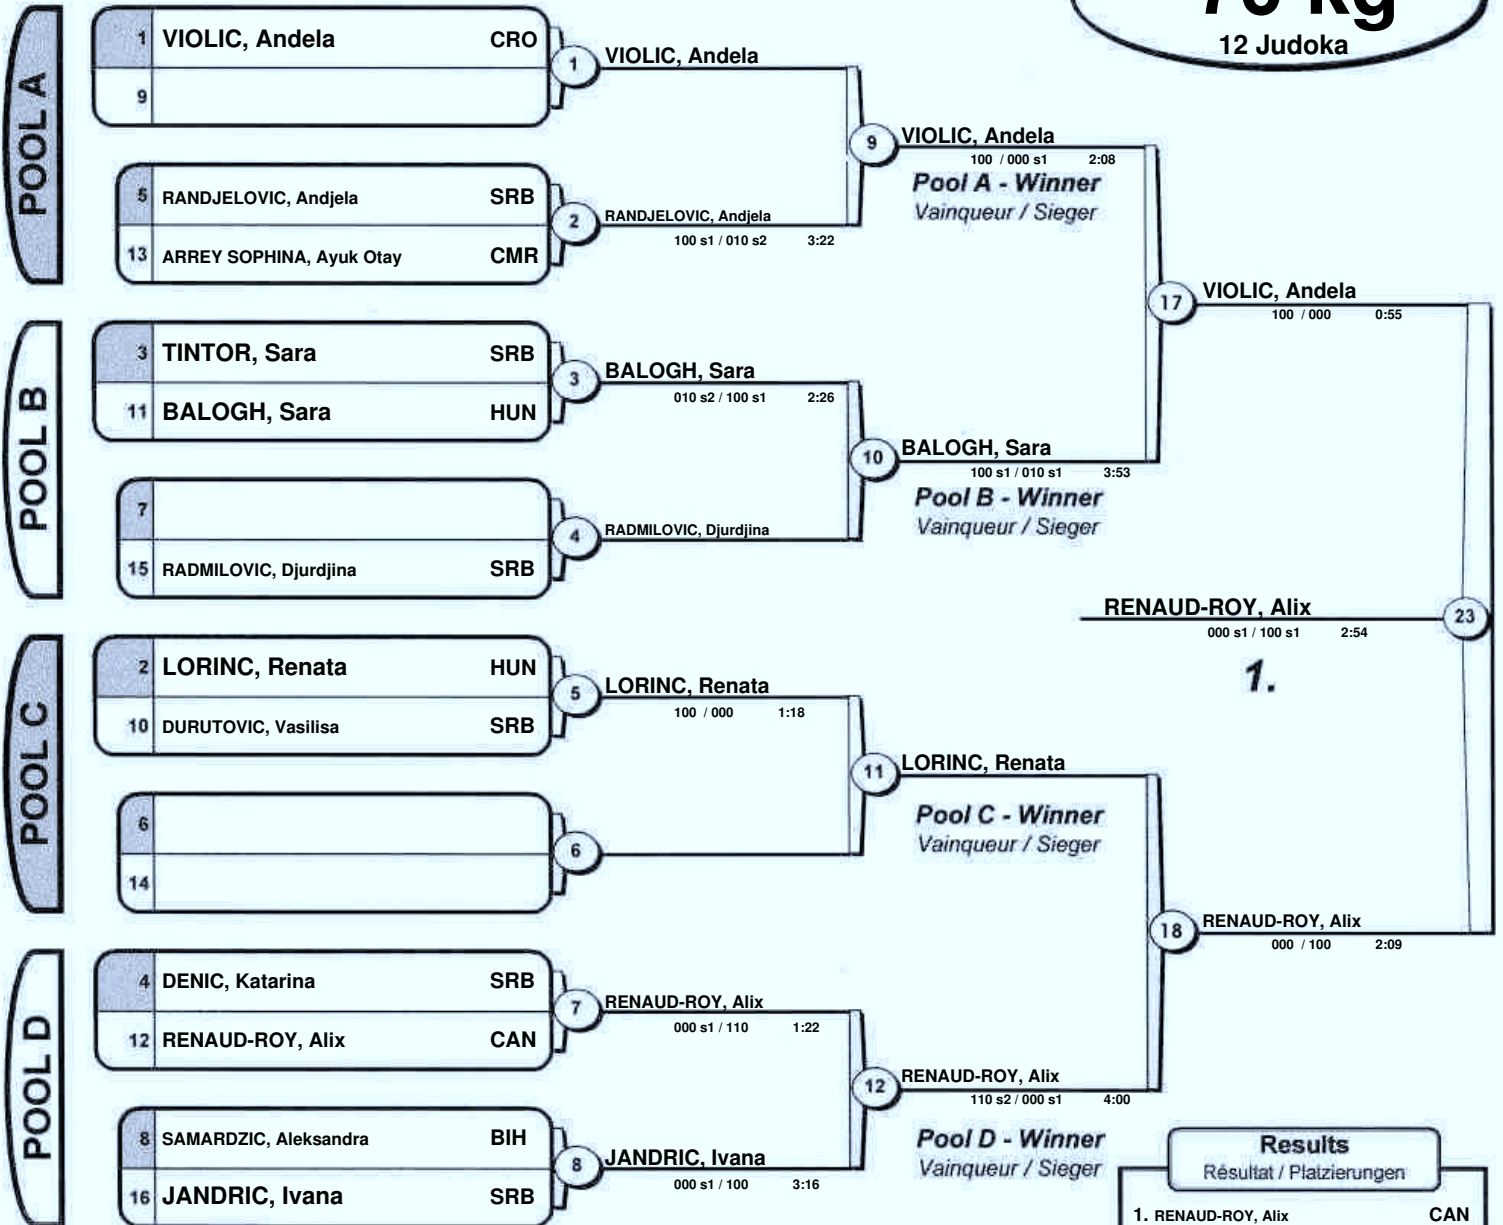 12 Judoka
POOL A
1 VIOLIC, Andela CRO
9
5 RANDJELOVIC, Andjela SRB
13 ARREY SOPHINA, Ayuk Otay CMR
1 VIOLIC, Andela
2 RANDJELOVIC, Andjela
100 s1 / 010 s2 3:22
9 VIOLIC, Andela
100 / 000 s1 2:08
Pool A - Winner
Vainqueur / Sieger
POOL B
3 TINTOR, Sara SRB
11 BALOGH, Sara HUN
7
15 RADMILOVIC, Djurdjina SRB
3 BALOGH, Sara
010 s2 / 100 s1 2:26
4 RADMILOVIC, Djurdjina
10 BALOGH, Sara
100 s1 / 010 s1 3:53
Pool B - Winner
Vainqueur / Sieger
17 VIOLIC, Andela
100 / 000 0:55
RENAUD-ROY, Alix 23
000 s1 / 100 s1 2:54
1.
POOL C
2 LORINC, Renata HUN
10 DURUTOVIC, Vasilisa SRB
6
14
5 LORINC, Renata
100 / 000 1:18
6
11 LORINC, Renata
Pool C - Winner
Vainqueur / Sieger
POOL D
4 DENIC, Katarina SRB
12 RENAUD-ROY, Alix CAN
8 SAMARDZIC, Aleksandra BIH
16 JANDRIC, Ivana SRB
7 RENAUD-ROY, Alix
000 s1 / 110 1:22
8 JANDRIC, Ivana
000 s1 / 100 3:16
12 RENAUD-ROY, Alix
110 s2 / 000 s1 4:00
Pool D - Winner
Vainqueur / Sieger
18 RENAUD-ROY, Alix
000 / 100 2:09
Results
Résultat / Platzierungen
1. RENAUD-ROY, Alix CAN